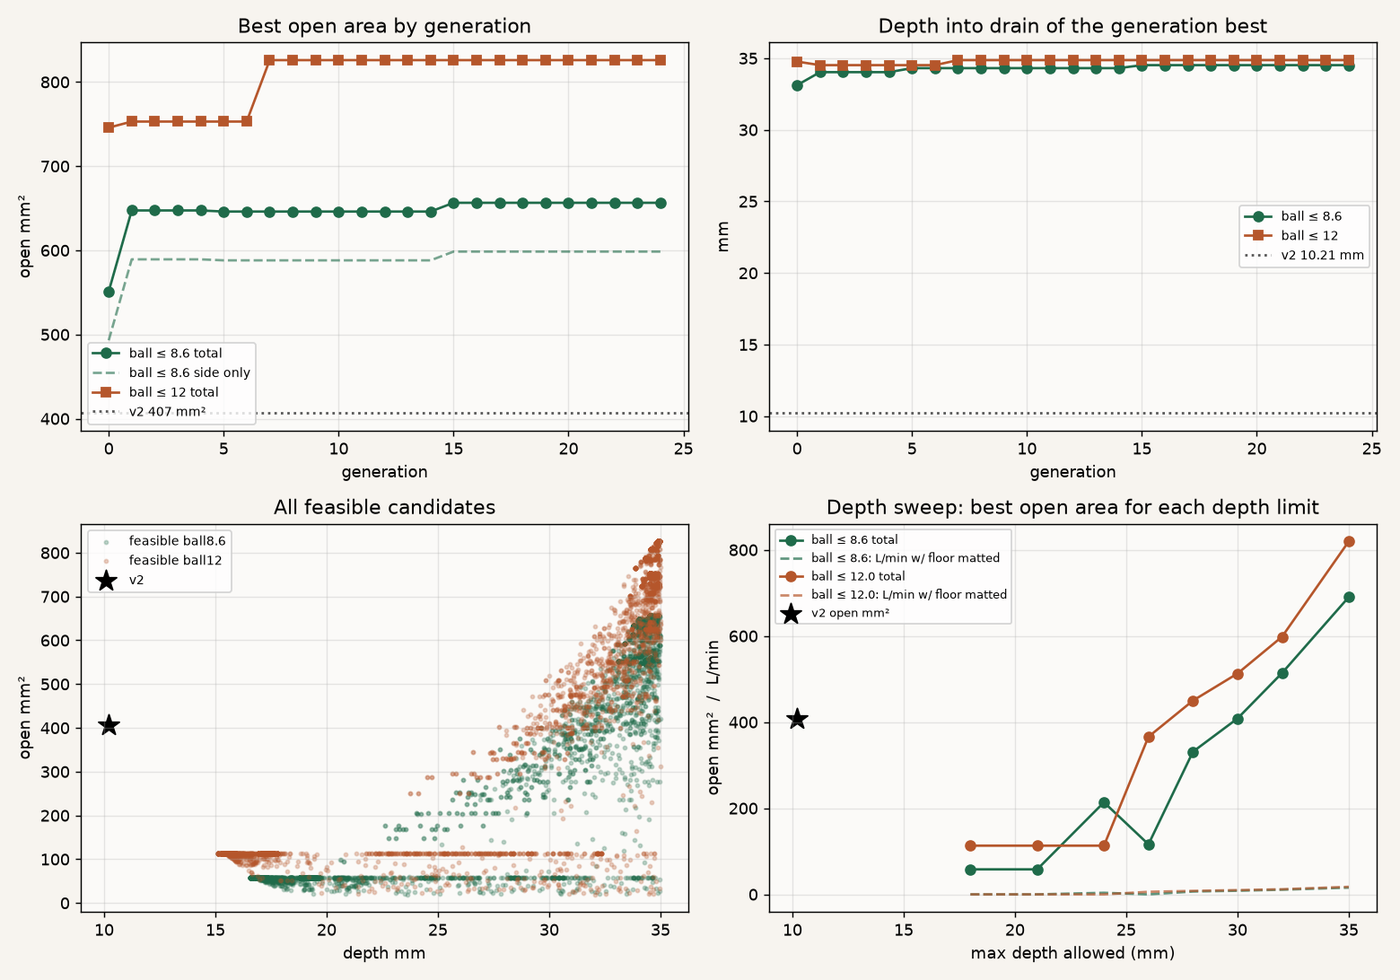 Best open area by generation
open mm²
800
700
600
500
400
ball ≤ 8.6 total
ball ≤ 8.6 side only
ball ≤ 12 total
v2 407 mm²
0
5
10
15
20
25
generation
Depth into drain of the generation best
mm
35
30
25
20
15
10
ball ≤ 8.6
ball ≤ 12
v2 10.21 mm
0
5
10
15
20
25
generation
All feasible candidates
open mm²
800
700
600
500
400
300
200
100
0
feasible ball8.6
feasible ball12
v2
10
15
20
25
30
35
depth mm
Depth sweep: best open area for each depth limit
open mm² / L/min
800
600
400
200
0
ball ≤ 8.6 total
ball ≤ 8.6: L/min w/ floor matted
ball ≤ 12.0 total
ball ≤ 12.0: L/min w/ floor matted
v2 open mm²
10
15
20
25
30
35
max depth allowed (mm)